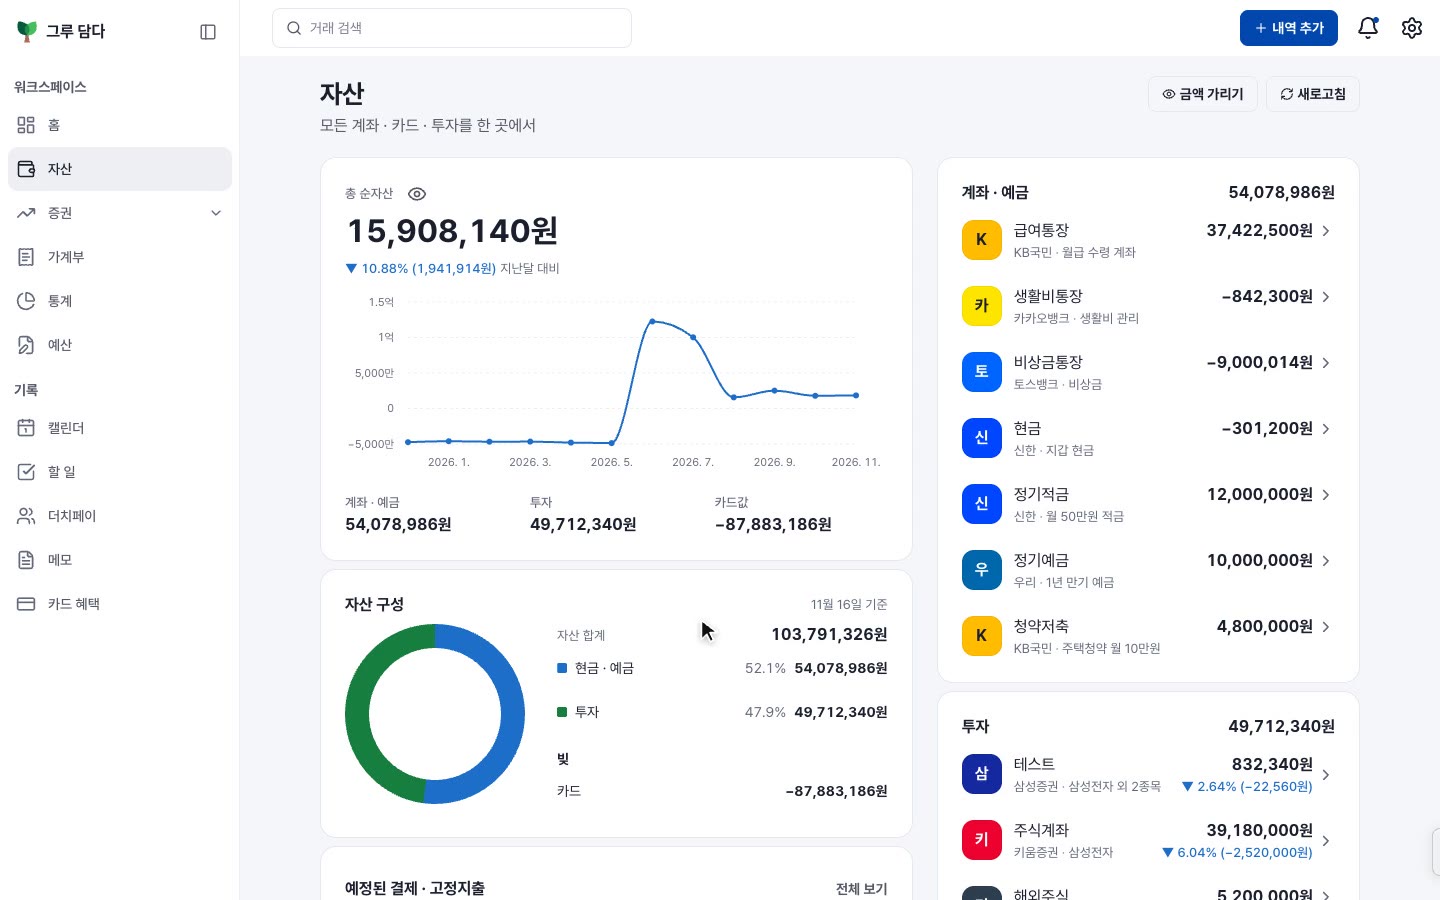 그루 담다
워크스페이스
홈
자산
증권
가계부
통계
예산
기록
캘린더
할 일
더치페이
메모
카드 혜택
거래 검색
내역 추가
자산
모든 계좌 · 카드 · 투자를 한 곳에서
금액 가리기
새로고침
총 순자산
15,908,140원
▼ 10.88% (1,941,914원) 지난달 대비
1.5억
1억
5,000만
0
−5,000만
2026. 1.
2026. 3.
2026. 5.
2026. 7.
2026. 9.
2026. 11.
계좌 · 예금
54,078,986원
투자
49,712,340원
카드값
−87,883,186원
자산 구성
11월 16일 기준
자산 합계 103,791,326원
현금 · 예금 52.1% 54,078,986원
투자 47.9% 49,712,340원
빚
카드 −87,883,186원
예정된 결제 · 고정지출
전체 보기
계좌 · 예금 54,078,986원
K
급여통장 37,422,500원
KB국민 · 월급 수령 계좌
카
생활비통장 −842,300원
카카오뱅크 · 생활비 관리
토
비상금통장 −9,000,014원
토스뱅크 · 비상금
신
현금 −301,200원
신한 · 지갑 현금
신
정기적금 12,000,000원
신한 · 월 50만원 적금
우
정기예금 10,000,000원
우리 · 1년 만기 예금
K
청약저축 4,800,000원
KB국민 · 주택청약 월 10만원
투자 49,712,340원
삼
테스트 832,340원
삼성증권 · 삼성전자 외 2종목 ▼ 2.64% (−22,560원)
키
주식계좌 39,180,000원
키움증권 · 삼성전자 ▼ 6.04% (−2,520,000원)
해외주식 5,200,000원